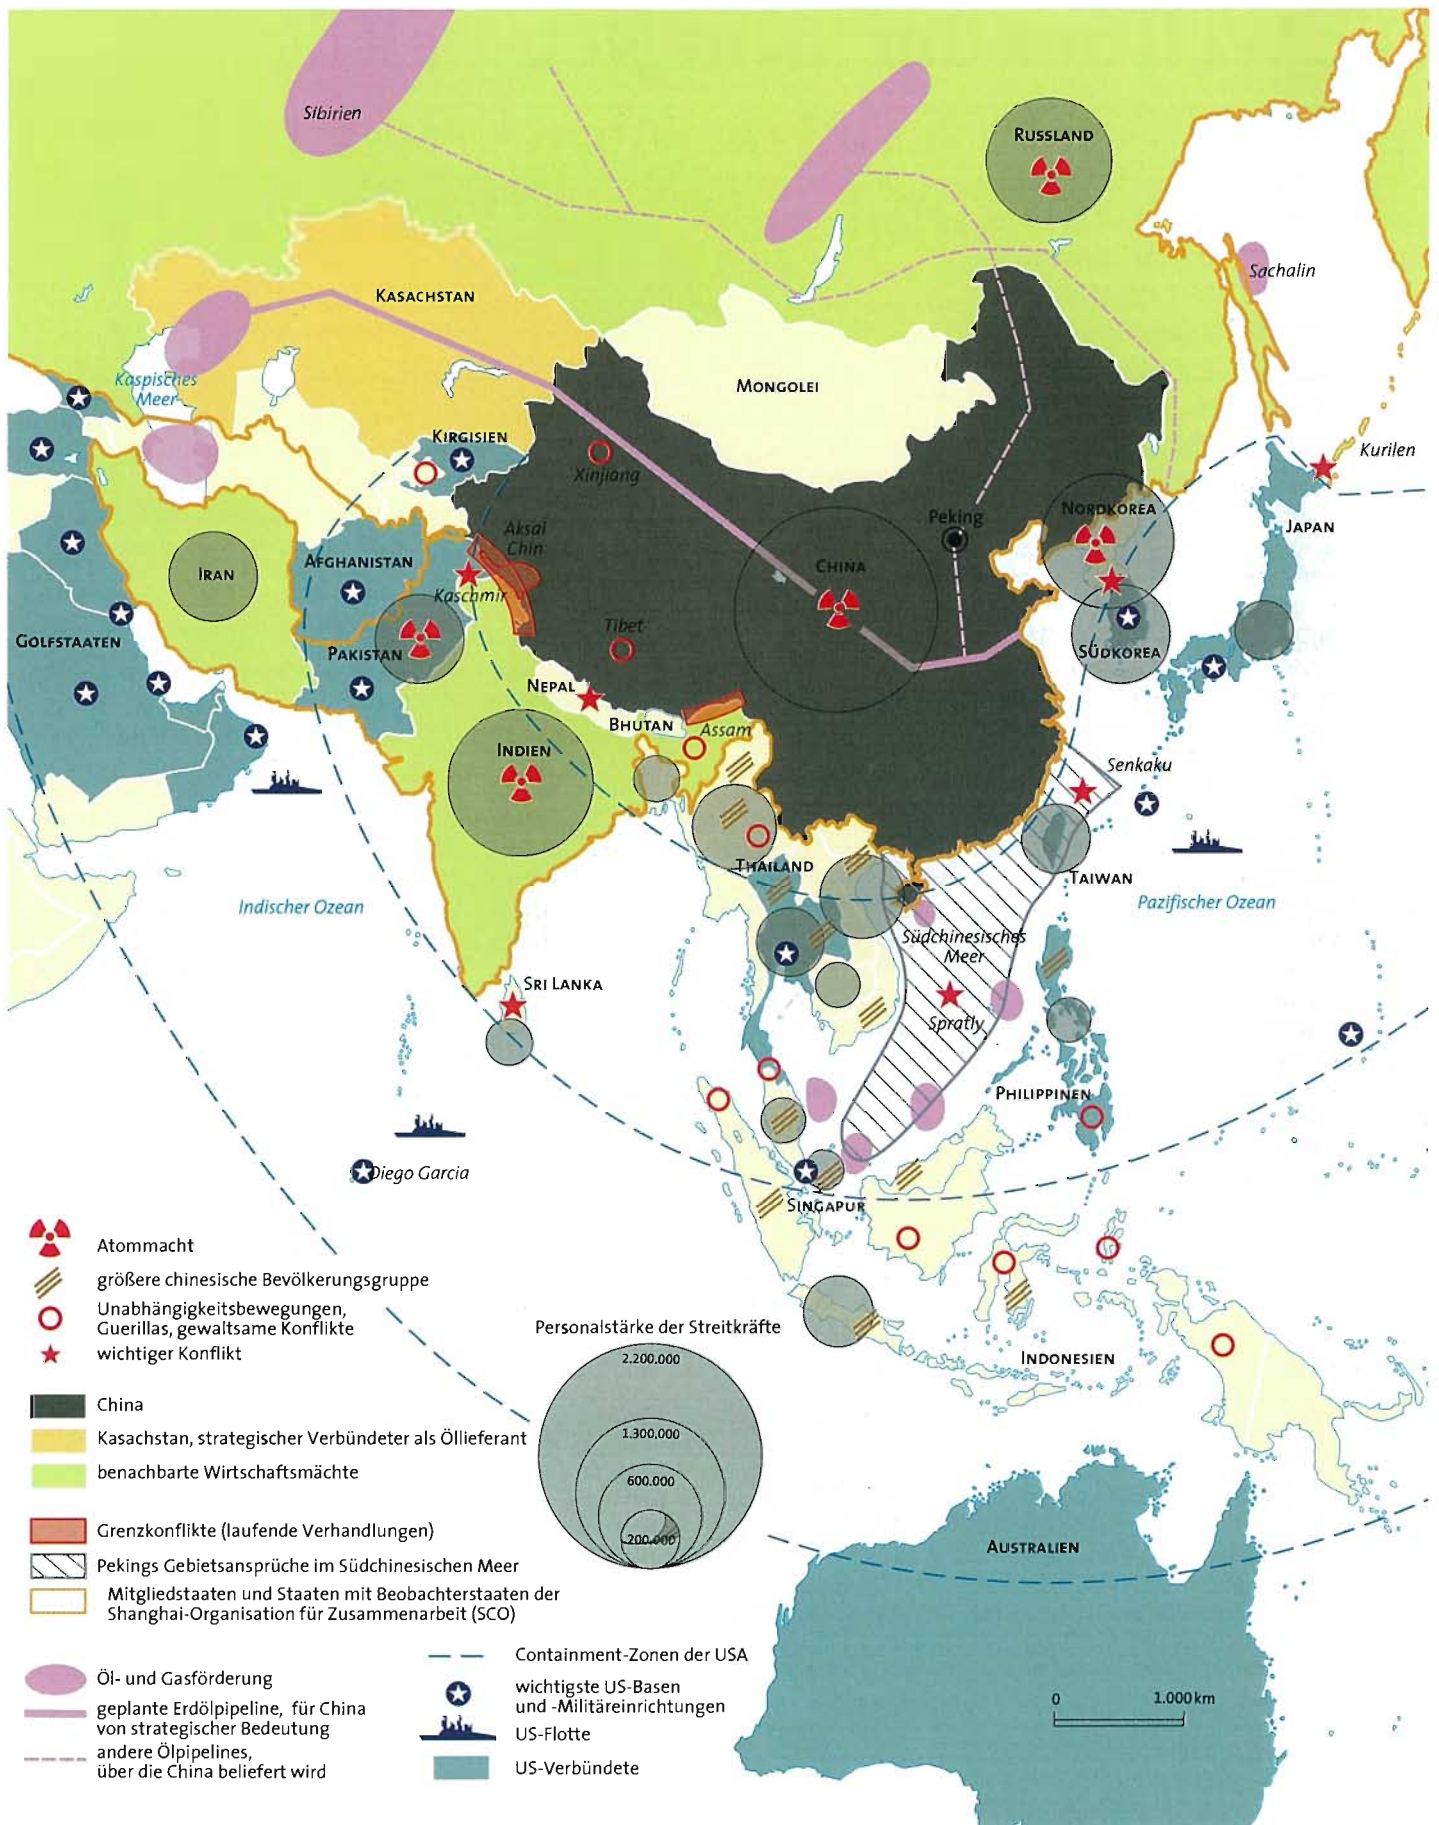 Sibirien
RUSSLAND
Sachalin
KASACHSTAN
Kaspisches
Meer
MONGOLEI
KIRGISIEN
Xinjiang
Kurilen
NORDKOREA
Peking
JAPAN
Aksai
Chin
AFGHANISTAN
IRAN
CHINA
Kaschmir
GOLFSTAATEN
Tibet
PAKISTAN
SÜDKOREA
NEPAL
BHUTAN
Assam
INDIEN
Senkaku
THAILAND
TAIWAN
Indischer Ozean
Pazifischer Ozean
Südchinesisches
Meer
SRI LANKA
Spratly
PHILIPPINEN
Diego Garcia
SINGAPUR
INDONESIEN
AUSTRALIEN
Atommacht
größere chinesische Bevölkerungsgruppe
Unabhängigkeitsbewegungen,
Guerillas, gewaltsame Konflikte
wichtiger Konflikt
Personalstärke der Streitkräfte
2.200.000
1.300.000
600.000
200.000
China
Kasachstan, strategischer Verbündeter als Öllieferant
benachbarte Wirtschaftsmächte
Grenzkonflikte (laufende Verhandlungen)
Pekings Gebietsansprüche im Südchinesischen Meer
Mitgliedstaaten und Staaten mit Beobachterstaaten der
Shanghai-Organisation für Zusammenarbeit (SCO)
Öl- und Gasförderung
geplante Erdölpipeline, für China
von strategischer Bedeutung
andere Ölpipelines,
über die China beliefert wird
Containment-Zonen der USA
wichtigste US-Basen
und -Militäreinrichtungen
US-Flotte
US-Verbündete
0 1.000 km